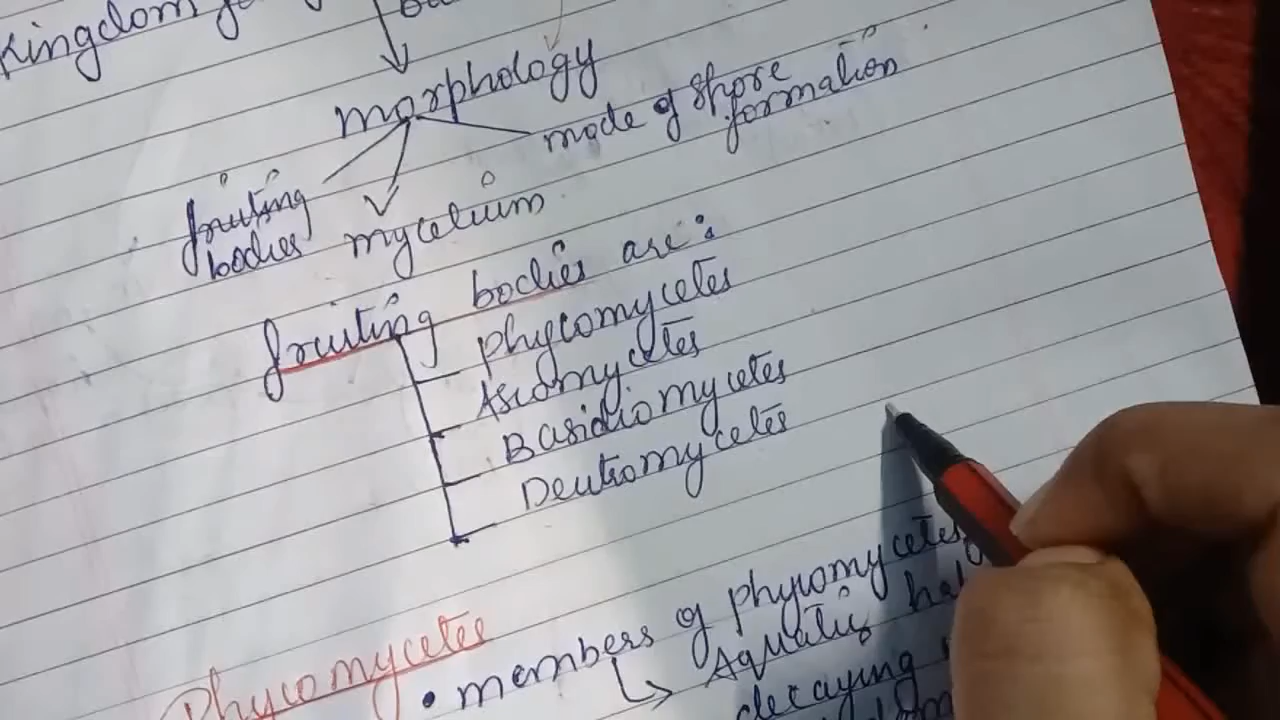 Kingdom
morphology
mode of spore
formation
fruiting
bodies
mycelium
fruiting bodies are:
phycomycetes
Ascomycetes
Basidiomycetes
Deutromycetes
Phycomycetes
• members of phycomycetes
Aquatic
decaying